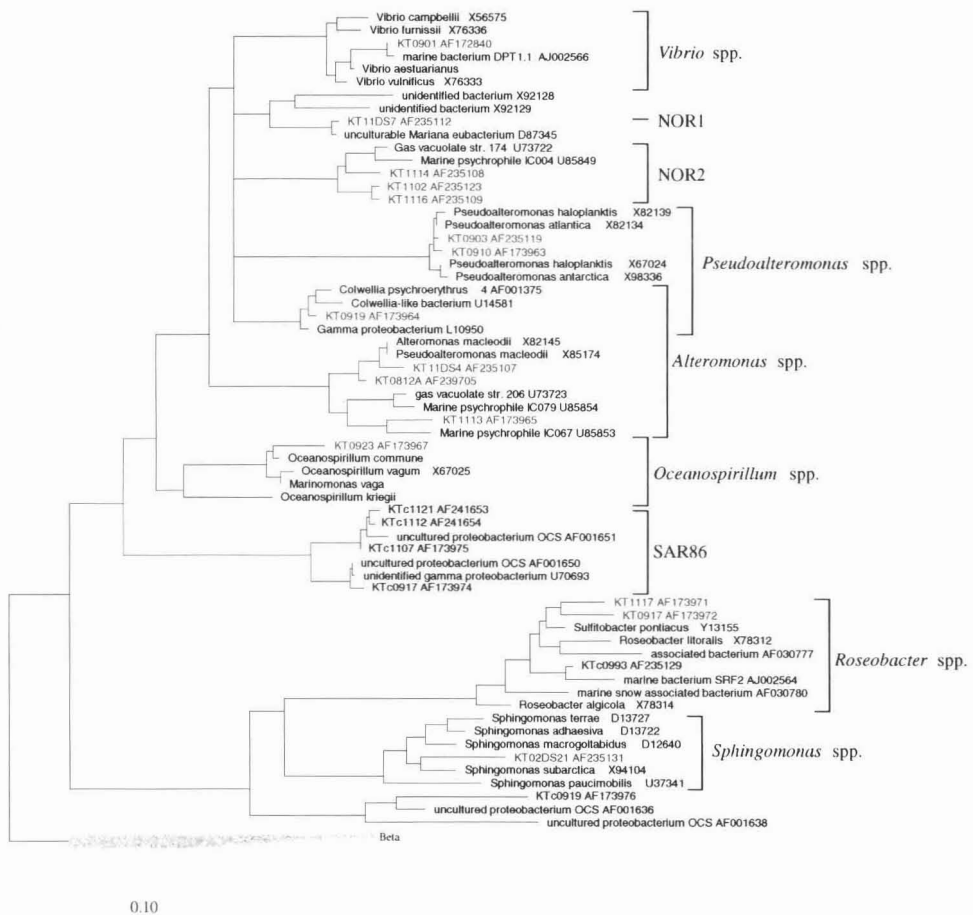 Vibrio campbellii X56575
Vibrio furnissii X76336
KT0901 AF172840
marine bacterium DPT1.1 AJ002566
Vibrio aestuarianus
Vibrio vulnificus X76333
Vibrio spp.
unidentified bacterium X92128
unidentified bacterium X92129
KT11DS7 AF235112
unculturable Mariana eubacterium D87345
NOR1
Gas vacuolate str. 174 U73722
Marine psychrophile IC004 U85849
KT1114 AF235108
KT1102 AF235123
KT1116 AF235109
NOR2
Pseudoalteromonas haloplanktis X82139
Pseudoalteromonas atlantica X82134
KT0903 AF235119
KT0910 AF173963
Pseudoalteromonas haloplanktis X67024
Pseudoalteromonas antarctica X98336
Pseudoalteromonas spp.
Colwellia psychroerythrus 4 AF001375
Colwellia-like bacterium U14581
KT0919 AF173964
Gamma proteobacterium L10950
Alteromonas macleodii X82145
Pseudoalteromonas macleodii X85174
KT11DS4 AF235107
KT0812A AF239705
gas vacuolate str. 206 U73723
Marine psychrophile IC079 U85854
KT1113 AF173965
Marine psychrophile IC067 U85853
Alteromonas spp.
KT0923 AF173967
Oceanospirillum commune
Oceanospirillum vagum X67025
Marinomonas vaga
Oceanospirillum kriegii
Oceanospirillum spp.
KTc1121 AF241653
KTc1112 AF241654
uncultured proteobacterium OCS AF001651
KTc1107 AF173975
uncultured proteobacterium OCS AF001650
unidentified gamma proteobacterium U70693
KTc0917 AF173974
SAR86
KT1117 AF173971
KT0917 AF173972
Sulfitobacter pontiacus Y13155
Roseobacter litoralis X78312
associated bacterium AF030777
KTc0993 AF235129
marine bacterium SRF2 AJ002564
marine snow associated bacterium AF030780
Roseobacter algicola X78314
Roseobacter spp.
Sphingomonas terrae D13727
Sphingomonas adhaesiva D13722
Sphingomonas macrogoltabidus D12640
KT02DS21 AF235131
Sphingomonas subarctica X94104
Sphingomonas paucimobilis U37341
Sphingomonas spp.
KTc0919 AF173976
uncultured proteobacterium OCS AF001636
uncultured proteobacterium OCS AF001638
Beta
0.10